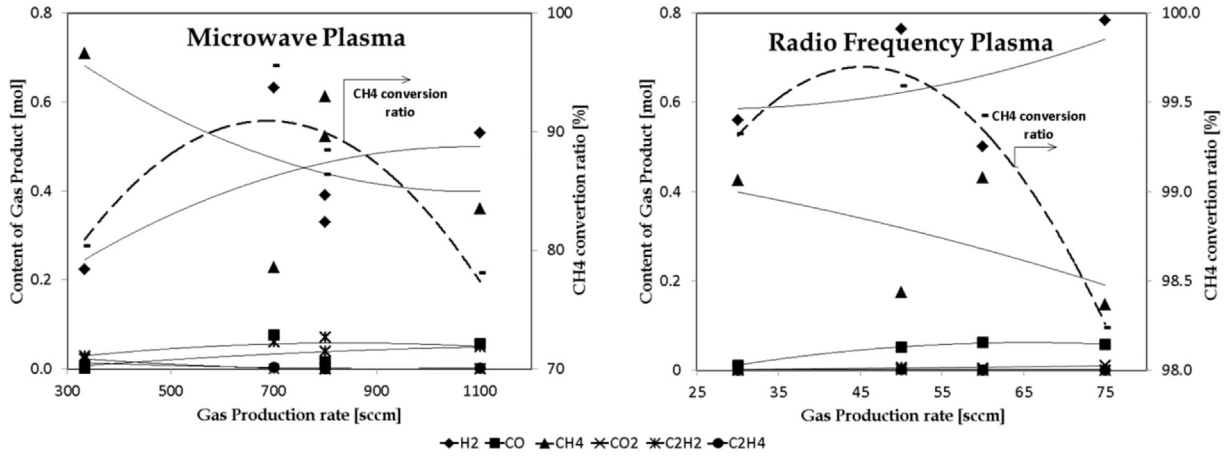 Microwave Plasma
Content of Gas Product [mol]
0.8
0.6
0.4
0.2
0.0
100
90
80
70
CH4 convertion ratio [%]
CH4 conversion
ratio
300 500 700 900 1100
Gas Production rate [sccm]
Radio Frequency Plasma
Content of Gas Product [mol]
0.8
0.6
0.4
0.2
0
100.0
99.5
99.0
98.5
98.0
CH4 convertion ratio [%]
CH4 conversion
ratio
25 35 45 55 65 75
Gas Production rate [sccm]
H2 CO CH4 CO2 C2H2 C2H4